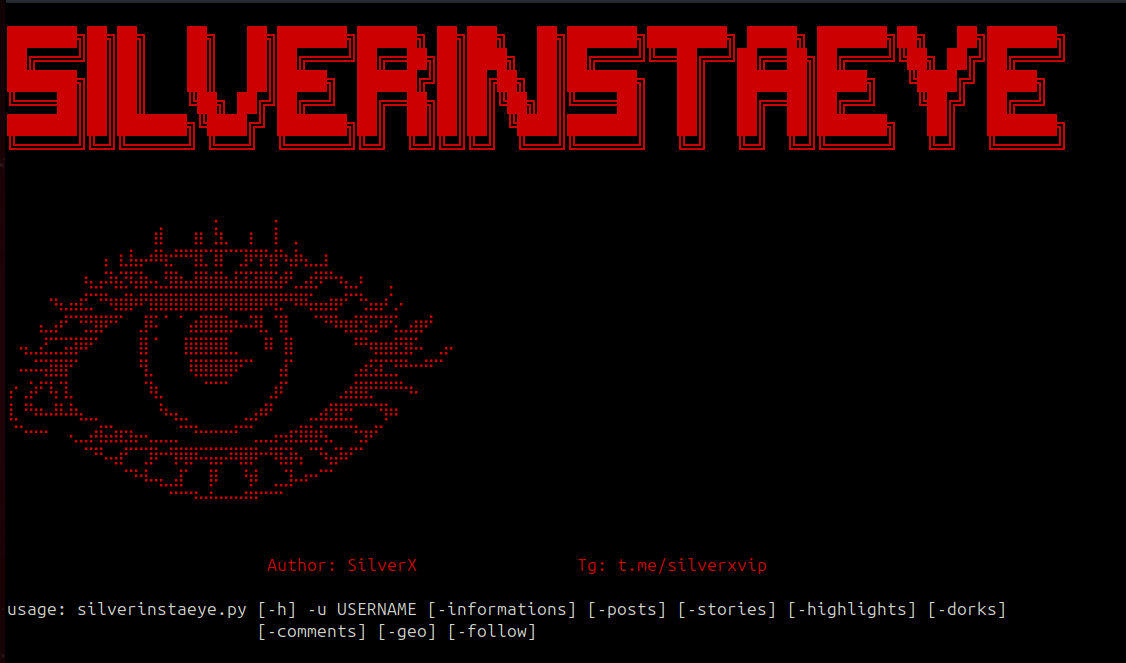 SILVERINSTAEYE
Author: SilverX Tg: t.me/silverxvip
usage: silverinstaeye.py [-h] -u USERNAME [-informations] [-posts] [-stories] [-highlights] [-dorks]
[-comments] [-geo] [-follow]